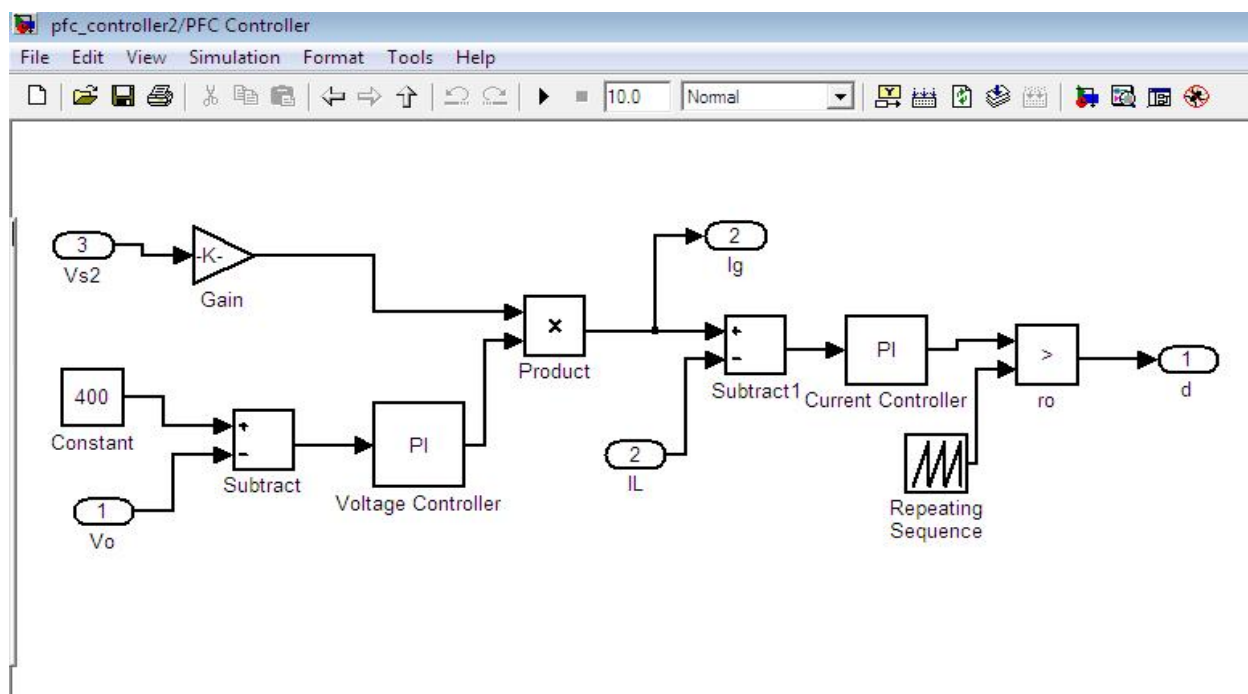 pfc_controller2/PFC Controller
File Edit View Simulation Format Tools Help
10.0 Normal
3
Vs2
-K-
Gain
×
Product
2
Ig
400
Constant
+
-
Subtract
1
Vo
PI
Voltage Controller
+
-
Subtract1
2
IL
PI
Current Controller
>
ro
Repeating
Sequence
1
d